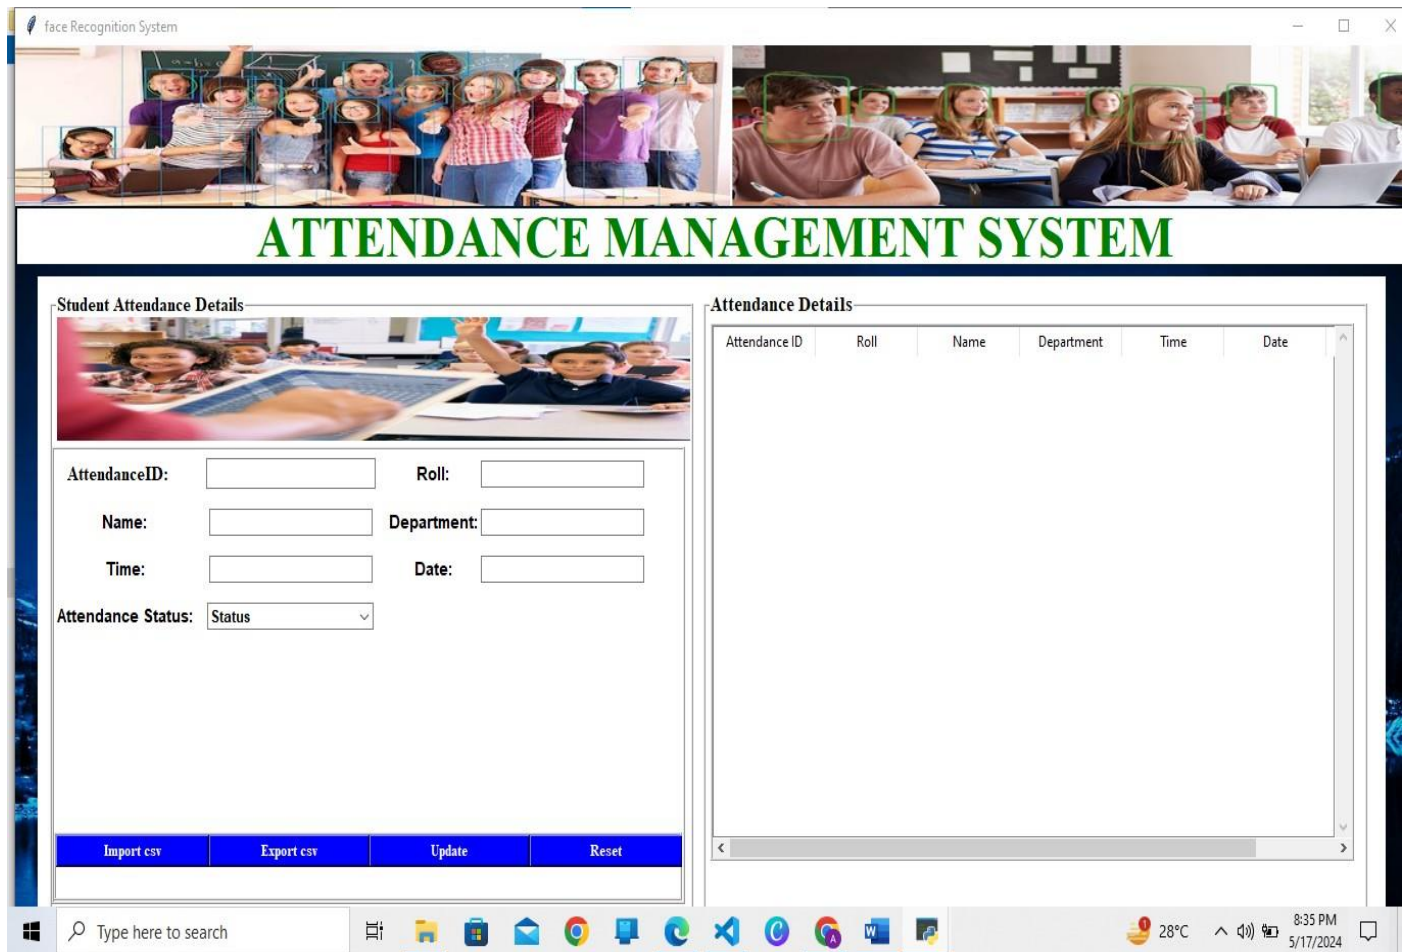 face Recognition System
ATTENDANCE MANAGEMENT SYSTEM
Student Attendance Details
AttendanceID:
Roll:
Name:
Department:
Time:
Date:
Attendance Status:
Status
Import csv
Export csv
Update
Reset
Attendance Details
Attendance ID
Roll
Name
Department
Time
Date
Type here to search
1
28°C
8:35 PM
5/17/2024